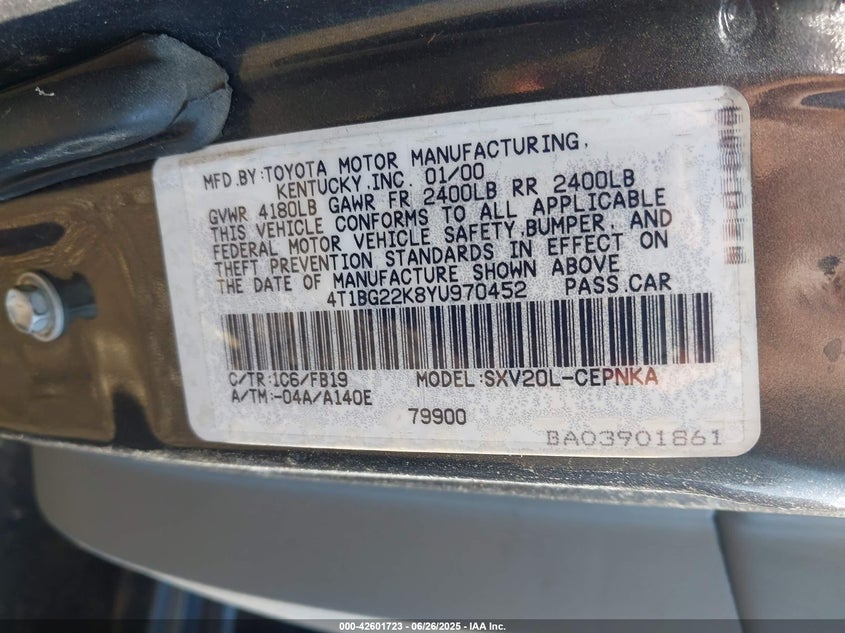 MFD.BY:TOYOTA MOTOR MANUFACTURING,
KENTUCKY,INC. 01/00
GVWR 4180LB GAWR FR 2400LB RR 2400LB
THIS VEHICLE CONFORMS TO ALL APPLICABLE
FEDERAL MOTOR VEHICLE SAFETY,BUMPER, AND
THEFT PREVENTION STANDARDS IN EFFECT ON
THE DATE OF MANUFACTURE SHOWN ABOVE
4T1BG22K8YU970452 PASS.CAR
C/TR:1C6/FB19 MODEL:SXV20L-CEPNKA
A/TM:-04A/A140E
79900
BA03901861
000-42601723 | 06/26/2025 - IAA Inc.